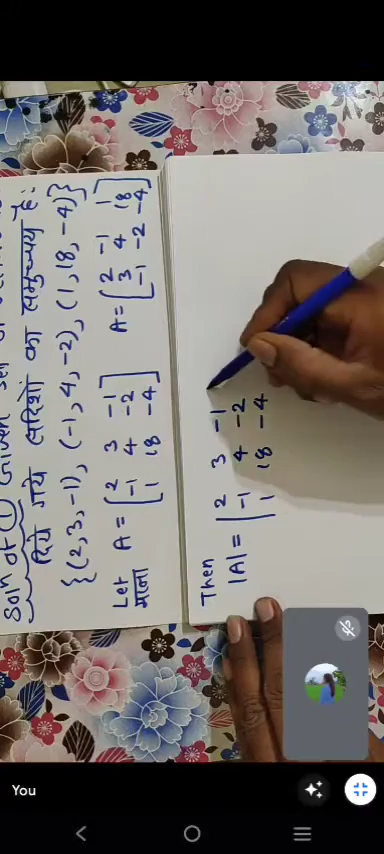 Soln of ① Given set of
दिये गये सदिशों का समुच्चय है:
{(2,3,-1), (-1,4,-2), (1,18,-4)}
Let A = [2 3 -1
-1 4 -2
1 18 -4]
A = [2 -1 1
3 4 18
-1 -2 -4]
माना
Then
|A| = |2 3 -1
-1 4 -2
1 18 -4
You